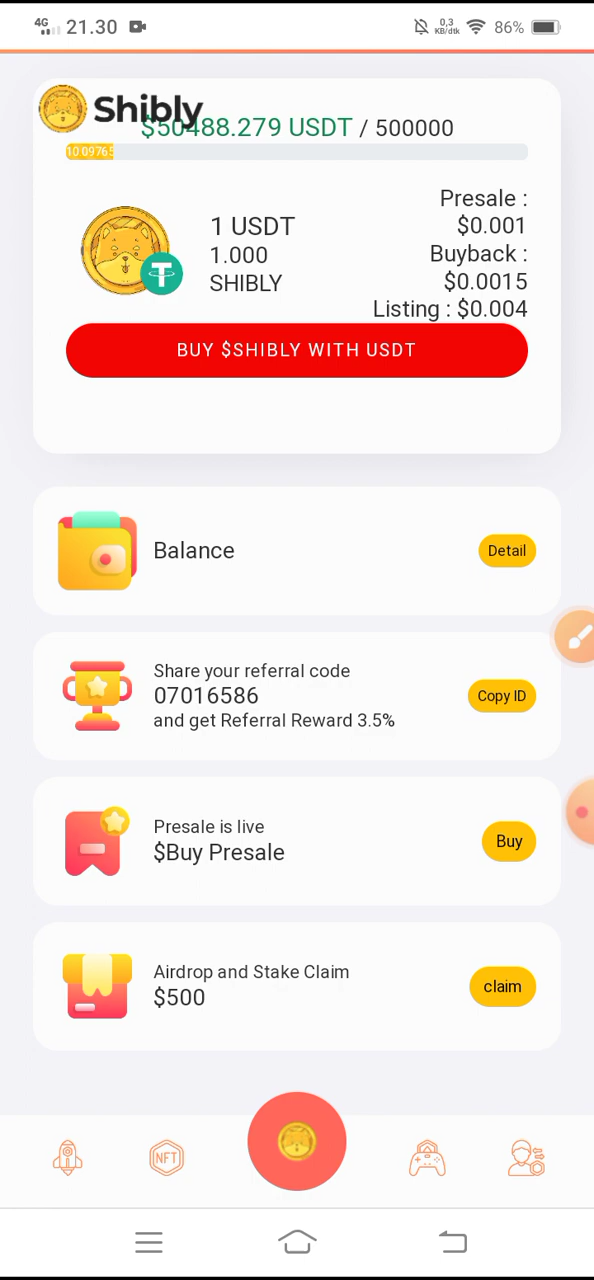 4G 21.30 0,3 KB/dtk 86%
Shibly
$50488.279 USDT / 500000
10.09765
1 USDT
1.000
SHIBLY
Presale :
$0.001
Buyback :
$0.0015
Listing : $0.004
BUY $SHIBLY WITH USDT
Balance
Detail
Share your referral code
07016586
and get Referral Reward 3.5%
Copy ID
Presale is live
$Buy Presale
Buy
Airdrop and Stake Claim
$500
claim
NFT